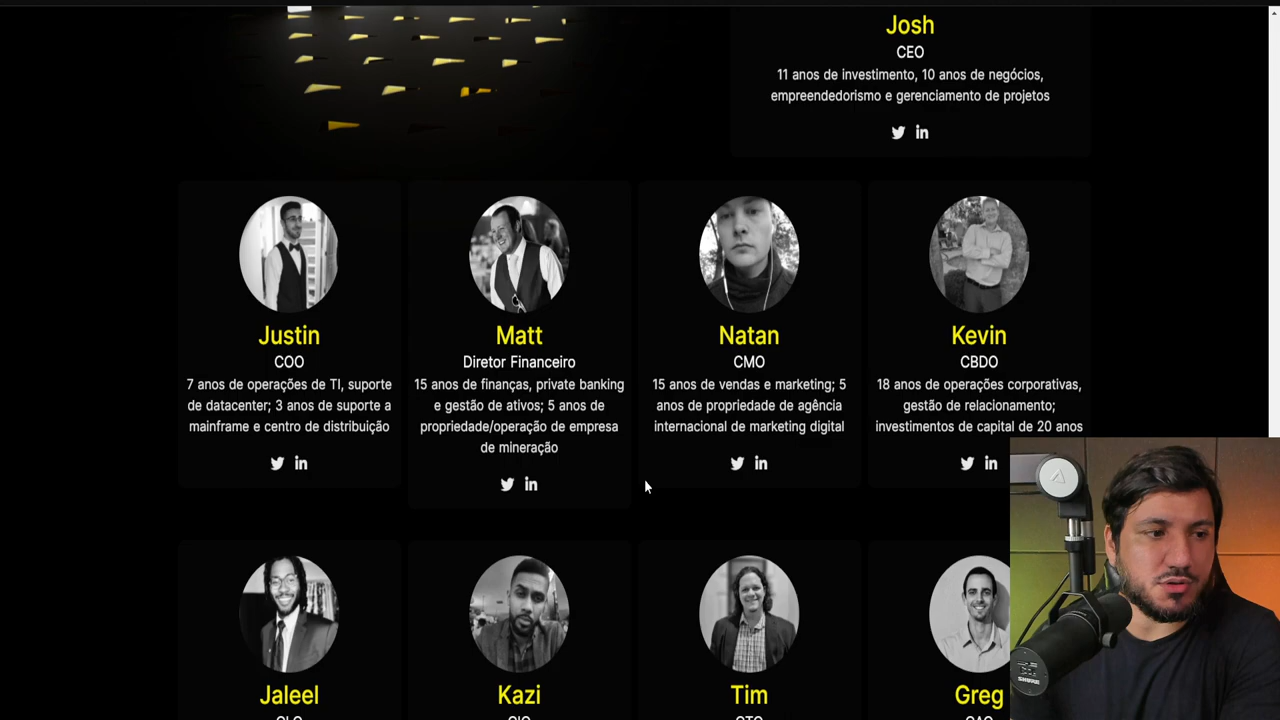 Josh
CEO
11 anos de investimento, 10 anos de negócios,
empreendedorismo e gerenciamento de projetos
Justin
COO
7 anos de operações de TI, suporte
de datacenter; 3 anos de suporte a
mainframe e centro de distribuição
Matt
Diretor Financeiro
15 anos de finanças, private banking
e gestão de ativos; 5 anos de
propriedade/operação de empresa
de mineração
Natan
CMO
15 anos de vendas e marketing; 5
anos de propriedade de agência
internacional de marketing digital
Kevin
CBDO
18 anos de operações corporativas,
gestão de relacionamento;
investimentos de capital de 20 anos
Jaleel
Kazi
Tim
Greg
SHURE